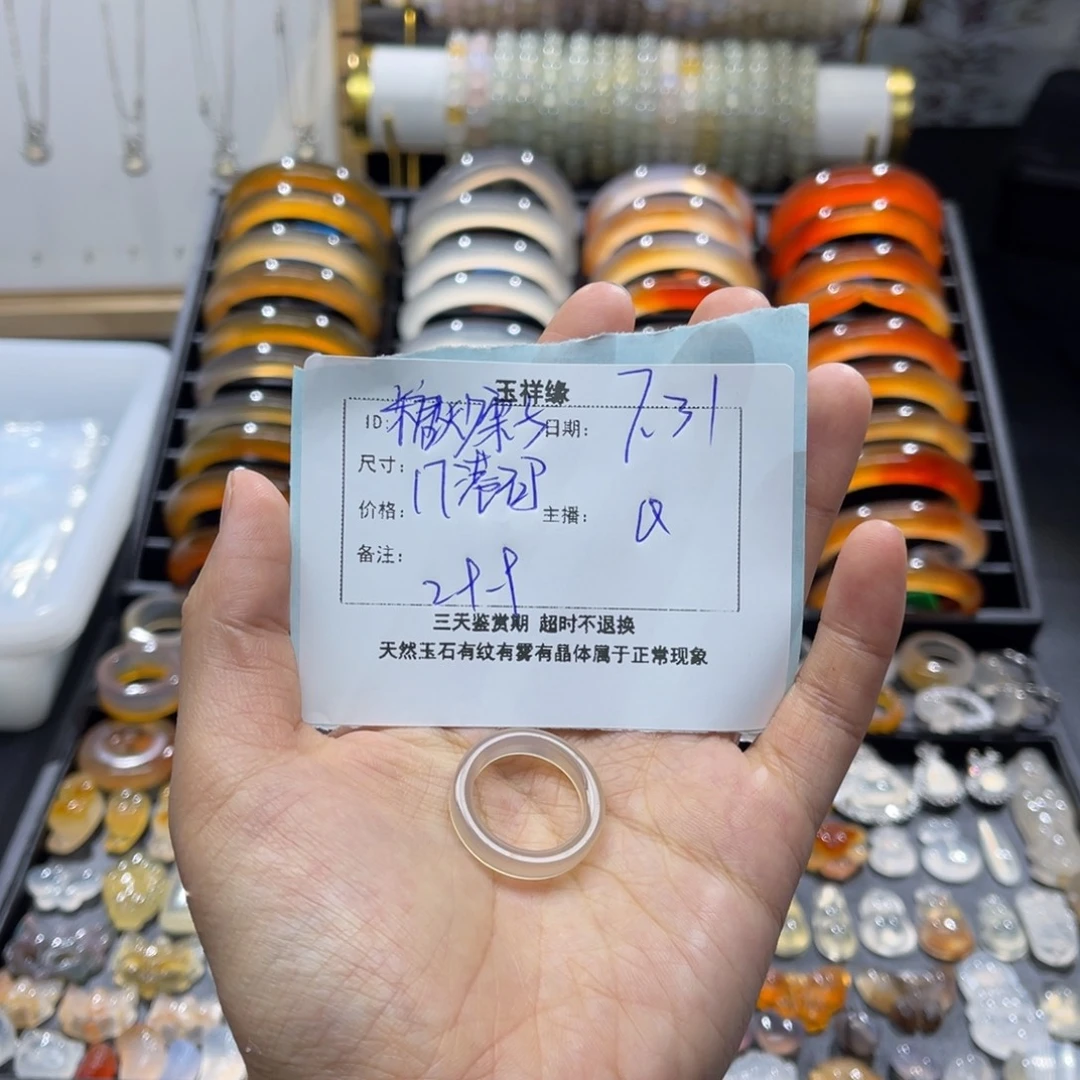 玉祥缘
ID: 日期: 7.31
尺寸: 17
价格: 主播: Q
备注:
三天鉴赏期 超时不退换
天然玉石有纹有雾有晶体属于正常现象